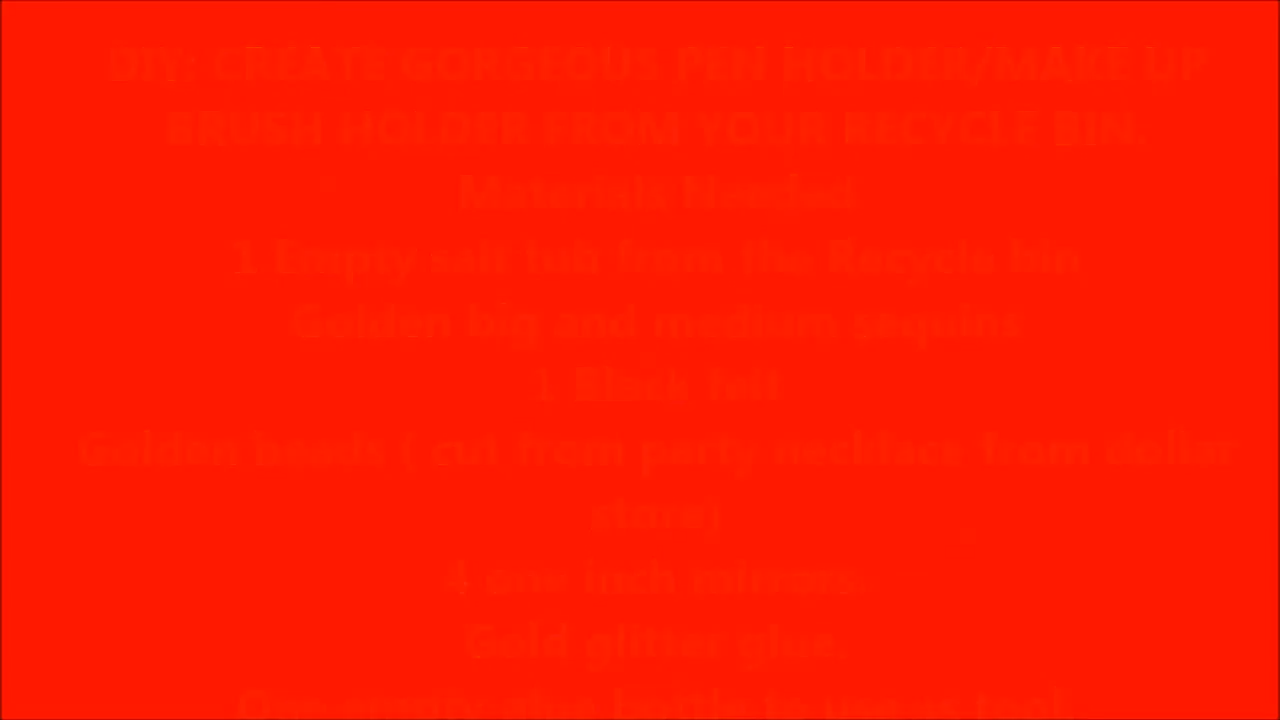 DIY: CREATE GORGEOUS PEN HOLDER/MAKE UP
BRUSH HOLDER FROM YOUR RECYCLE BIN.
Materials Needed
1 Empty salt tub from the Recycle bin
Golden big and medium sequins
1 Black felt
Golden beads ( cut from party necklace from dollar
store)
4 one inch mirrors
Gold glitter glue.